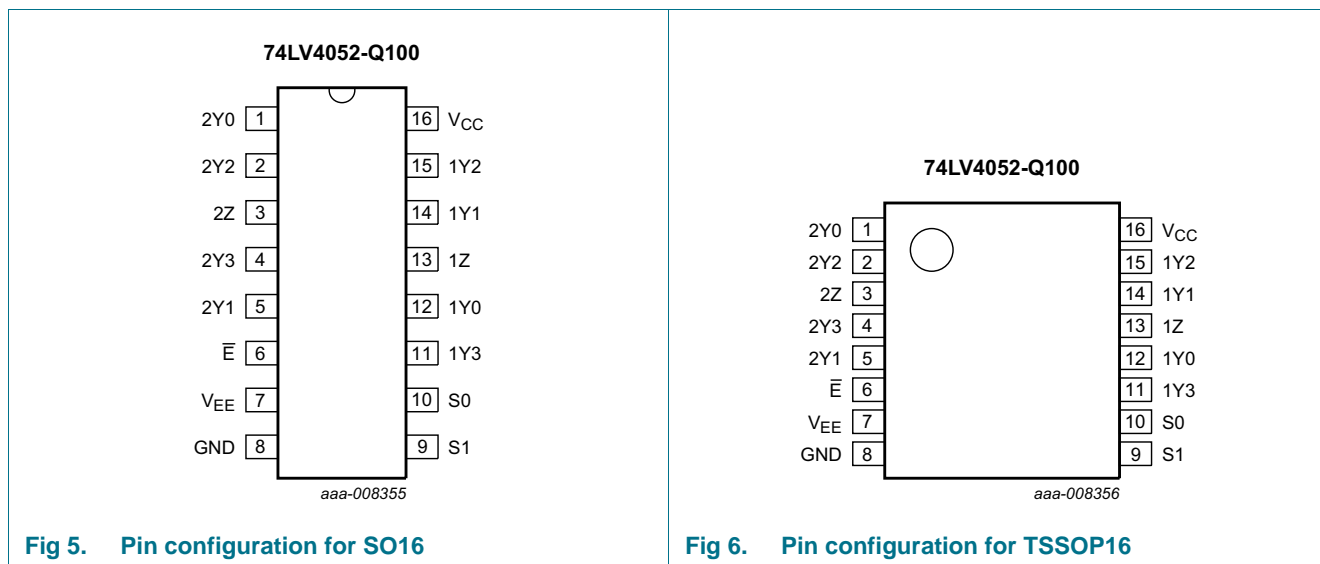 74LV4052-Q100
2Y0 1 16 VCC
2Y2 2 15 1Y2
2Z 3 14 1Y1
2Y3 4 13 1Z
2Y1 5 12 1Y0
E̅ 6 11 1Y3
VEE 7 10 S0
GND 8 9 S1
aaa-008355
Fig 5. Pin configuration for SO16
74LV4052-Q100
2Y0 1 16 VCC
2Y2 2 15 1Y2
2Z 3 14 1Y1
2Y3 4 13 1Z
2Y1 5 12 1Y0
E̅ 6 11 1Y3
VEE 7 10 S0
GND 8 9 S1
aaa-008356
Fig 6. Pin configuration for TSSOP16